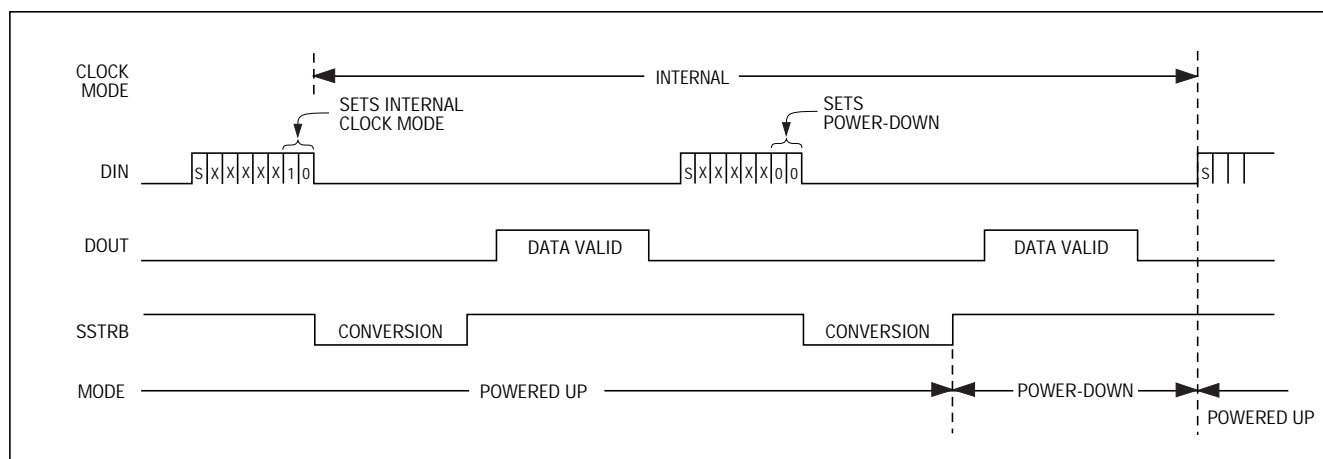 CLOCK
MODE
INTERNAL
SETS INTERNAL
CLOCK MODE
SETS
POWER-DOWN
DIN
S X X X X X 1 0
S X X X X X 0 0
S
DOUT
DATA VALID
DATA VALID
SSTRB
CONVERSION
CONVERSION
MODE
POWERED UP
POWER-DOWN
POWERED UP